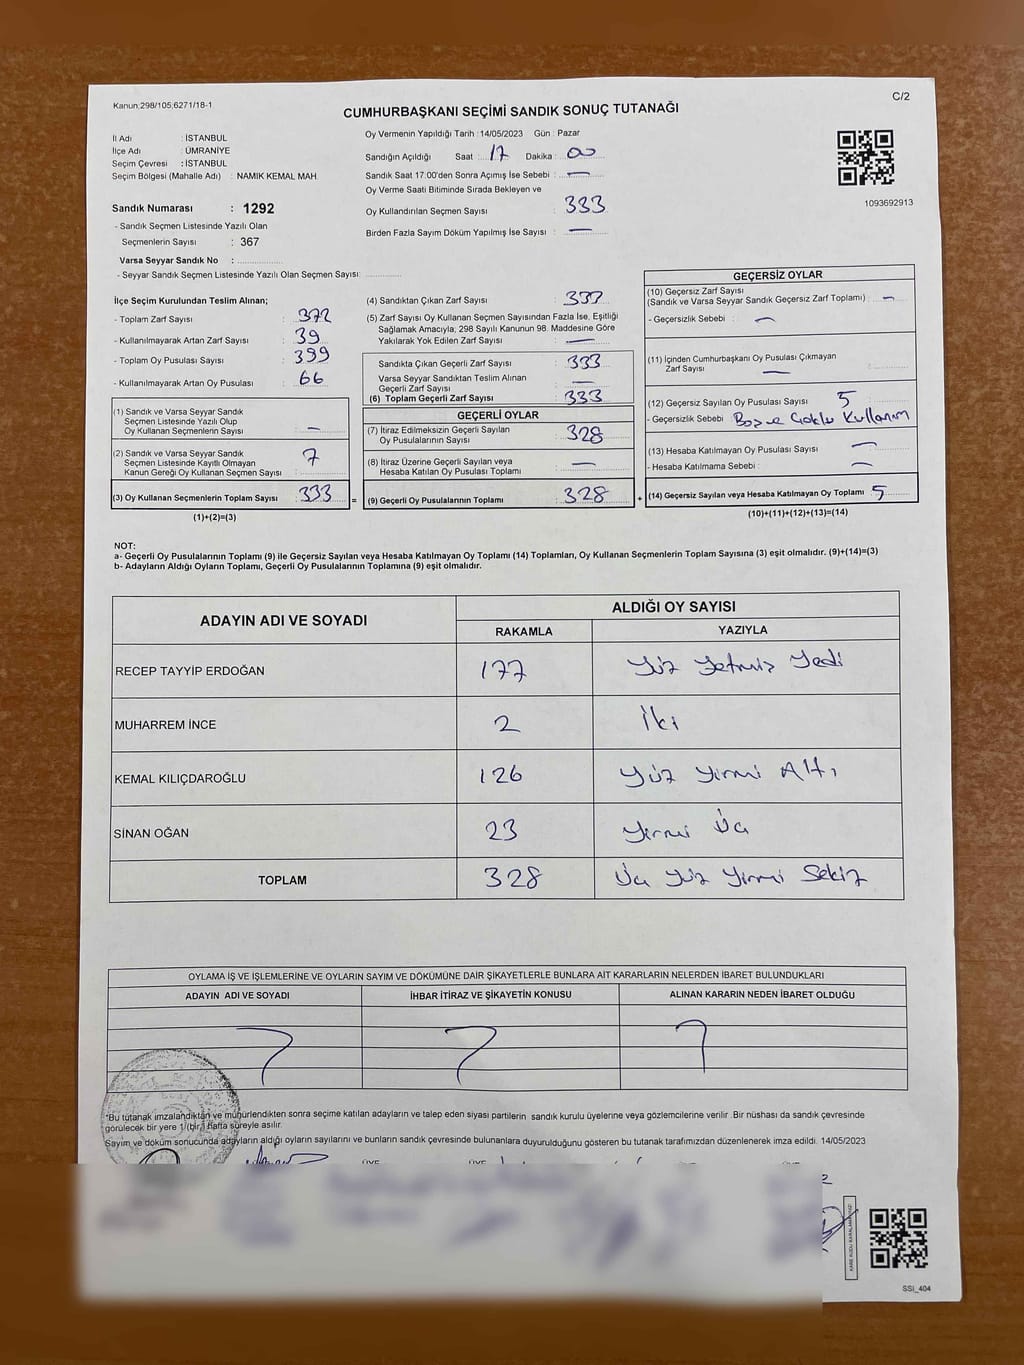 Kanun;298/105;6271/18-1
C/2
CUMHURBAŞKANI SEÇİMİ SANDIK SONUÇ TUTANAĞI
İl Adı : İSTANBUL
İlçe Adı : ÜMRANİYE
Seçim Çevresi : İSTANBUL
Seçim Bölgesi (Mahalle Adı) : NAMIK KEMAL MAH.
Sandık Numarası : 1292
- Sandık Seçmen Listesinde Yazılı Olan
Seçmenlerin Sayısı : 367
Varsa Seyyar Sandık No :
- Seyyar Sandık Seçmen Listesinde Yazılı Olan Seçmen Sayısı:
Oy Vermenin Yapıldığı Tarih : 14/05/2023 Gün : Pazar
Sandığın Açıldığı Saat : 17 Dakika : 00
Sandık Saat 17.00'den Sonra Açımış İse Sebebi : —
Oy Verme Saati Bitiminde Sırada Bekleyen ve
Oy Kullandırılan Seçmen Sayısı : 333
Birden Fazla Sayım Döküm Yapılmış İse Sayısı : —
1093692913
İlçe Seçim Kurulundan Teslim Alınan;
- Toplam Zarf Sayısı : 372
- Kullanılmayarak Artan Zarf Sayısı : 39
- Toplam Oy Pusulası Sayısı : 399
- Kullanılmayarak Artan Oy Pusulası : 66
(1) Sandık ve Varsa Seyyar Sandık
Seçmen Listesinde Yazılı Olup
Oy Kullanan Seçmenlerin Sayısı —
(2) Sandık ve Varsa Seyyar Sandık
Seçmen Listesinde Kayıtlı Olmayan
Kanun Gereği Oy Kullanan Seçmen Sayısı : 7
(3) Oy Kullanan Seçmenlerin Toplam Sayısı : 333
(1)+(2)=(3)
(4) Sandıktan Çıkan Zarf Sayısı : 333
(5) Zarf Sayısı Oy Kullanan Seçmen Sayısından Fazla İse, Eşitliği
Sağlamak Amacıyla; 298 Sayılı Kanunun 98. Maddesine Göre
Yakılarak Yok Edilen Zarf Sayısı : —
Sandıkta Çıkan Geçerli Zarf Sayısı : 333
Varsa Seyyar Sandıktan Teslim Alınan
Geçerli Zarf Sayısı —
(6) Toplam Geçerli Zarf Sayısı : 333
GEÇERLİ OYLAR
(7) İtiraz Edilmeksizin Geçerli Sayılan
Oy Pusulalarının Sayısı : 328
(8) İtiraz Üzerine Geçerli Sayılan veya
Hesaba Katılan Oy Pusulası Toplamı : —
= (9) Geçerli Oy Pusulalarının Toplamı : 328 +
GEÇERSİZ OYLAR
(10) Geçersiz Zarf Sayısı
(Sandık ve Varsa Seyyar Sandık Geçersiz Zarf Toplamı) : —
- Geçersizlik Sebebi : —
(11) İçinden Cumhurbaşkanı Oy Pusulası Çıkmayan
Zarf Sayısı — :
(12) Geçersiz Sayılan Oy Pusulası Sayısı 5
- Geçersizlik Sebebi : Boş ve Çoklu Kullanım
(13) Hesaba Katılmayan Oy Pusulası Sayısı : —
- Hesaba Katılmama Sebebi : —
(14) Geçersiz Sayılan veya Hesaba Katılmayan Oy Toplamı : 5
(10)+(11)+(12)+(13)=(14)
NOT:
a- Geçerli Oy Pusulalarının Toplamı (9) ile Geçersiz Sayılan veya Hesaba Katılmayan Oy Toplamı (14) Toplamları, Oy Kullanan Seçmenlerin Toplam Sayısına (3) eşit olmalıdır. (9)+(14)=(3)
b- Adayların Aldığı Oyların Toplamı, Geçerli Oy Pusulalarının Toplamına (9) eşit olmalıdır.
ADAYIN ADI VE SOYADI ALDIĞI OY SAYISI
RAKAMLA YAZIYLA
RECEP TAYYİP ERDOĞAN 177 Yüz Yetmiş Yedi
MUHARREM İNCE 2 İki
KEMAL KILIÇDAROĞLU 126 Yüz Yirmi Altı
SİNAN OĞAN 23 Yirmi Üç
TOPLAM 328 Üç Yüz Yirmi Sekiz
OYLAMA İŞ VE İŞLEMLERİNE VE OYLARIN SAYIM VE DÖKÜMÜNE DAİR ŞİKAYETLERLE BUNLARA AİT KARARLARIN NELERDEN İBARET BULUNDUKLARI
ADAYIN ADI VE SOYADI İHBAR İTİRAZ VE ŞİKAYETİN KONUSU ALINAN KARARIN NEDEN İBARET OLDUĞU
*Bu tutanak imzalandıktan ve mühürlendikten sonra seçime katılan adayların ve talep eden siyasi partilerin sandık kurulu üyelerine veya gözlemcilerine verilir. Bir nüshası da sandık çevresinde
görülecek bir yere 1 (bir) hafta süreyle asılır.
Sayım ve döküm sonucunda adayların aldığı oyların sayılarını ve bunların sandık çevresinde bulunanlara duyurulduğunu gösteren bu tutanak tarafımızdan düzenlenerek imza edildi. 14/05/2023
SSİ_404